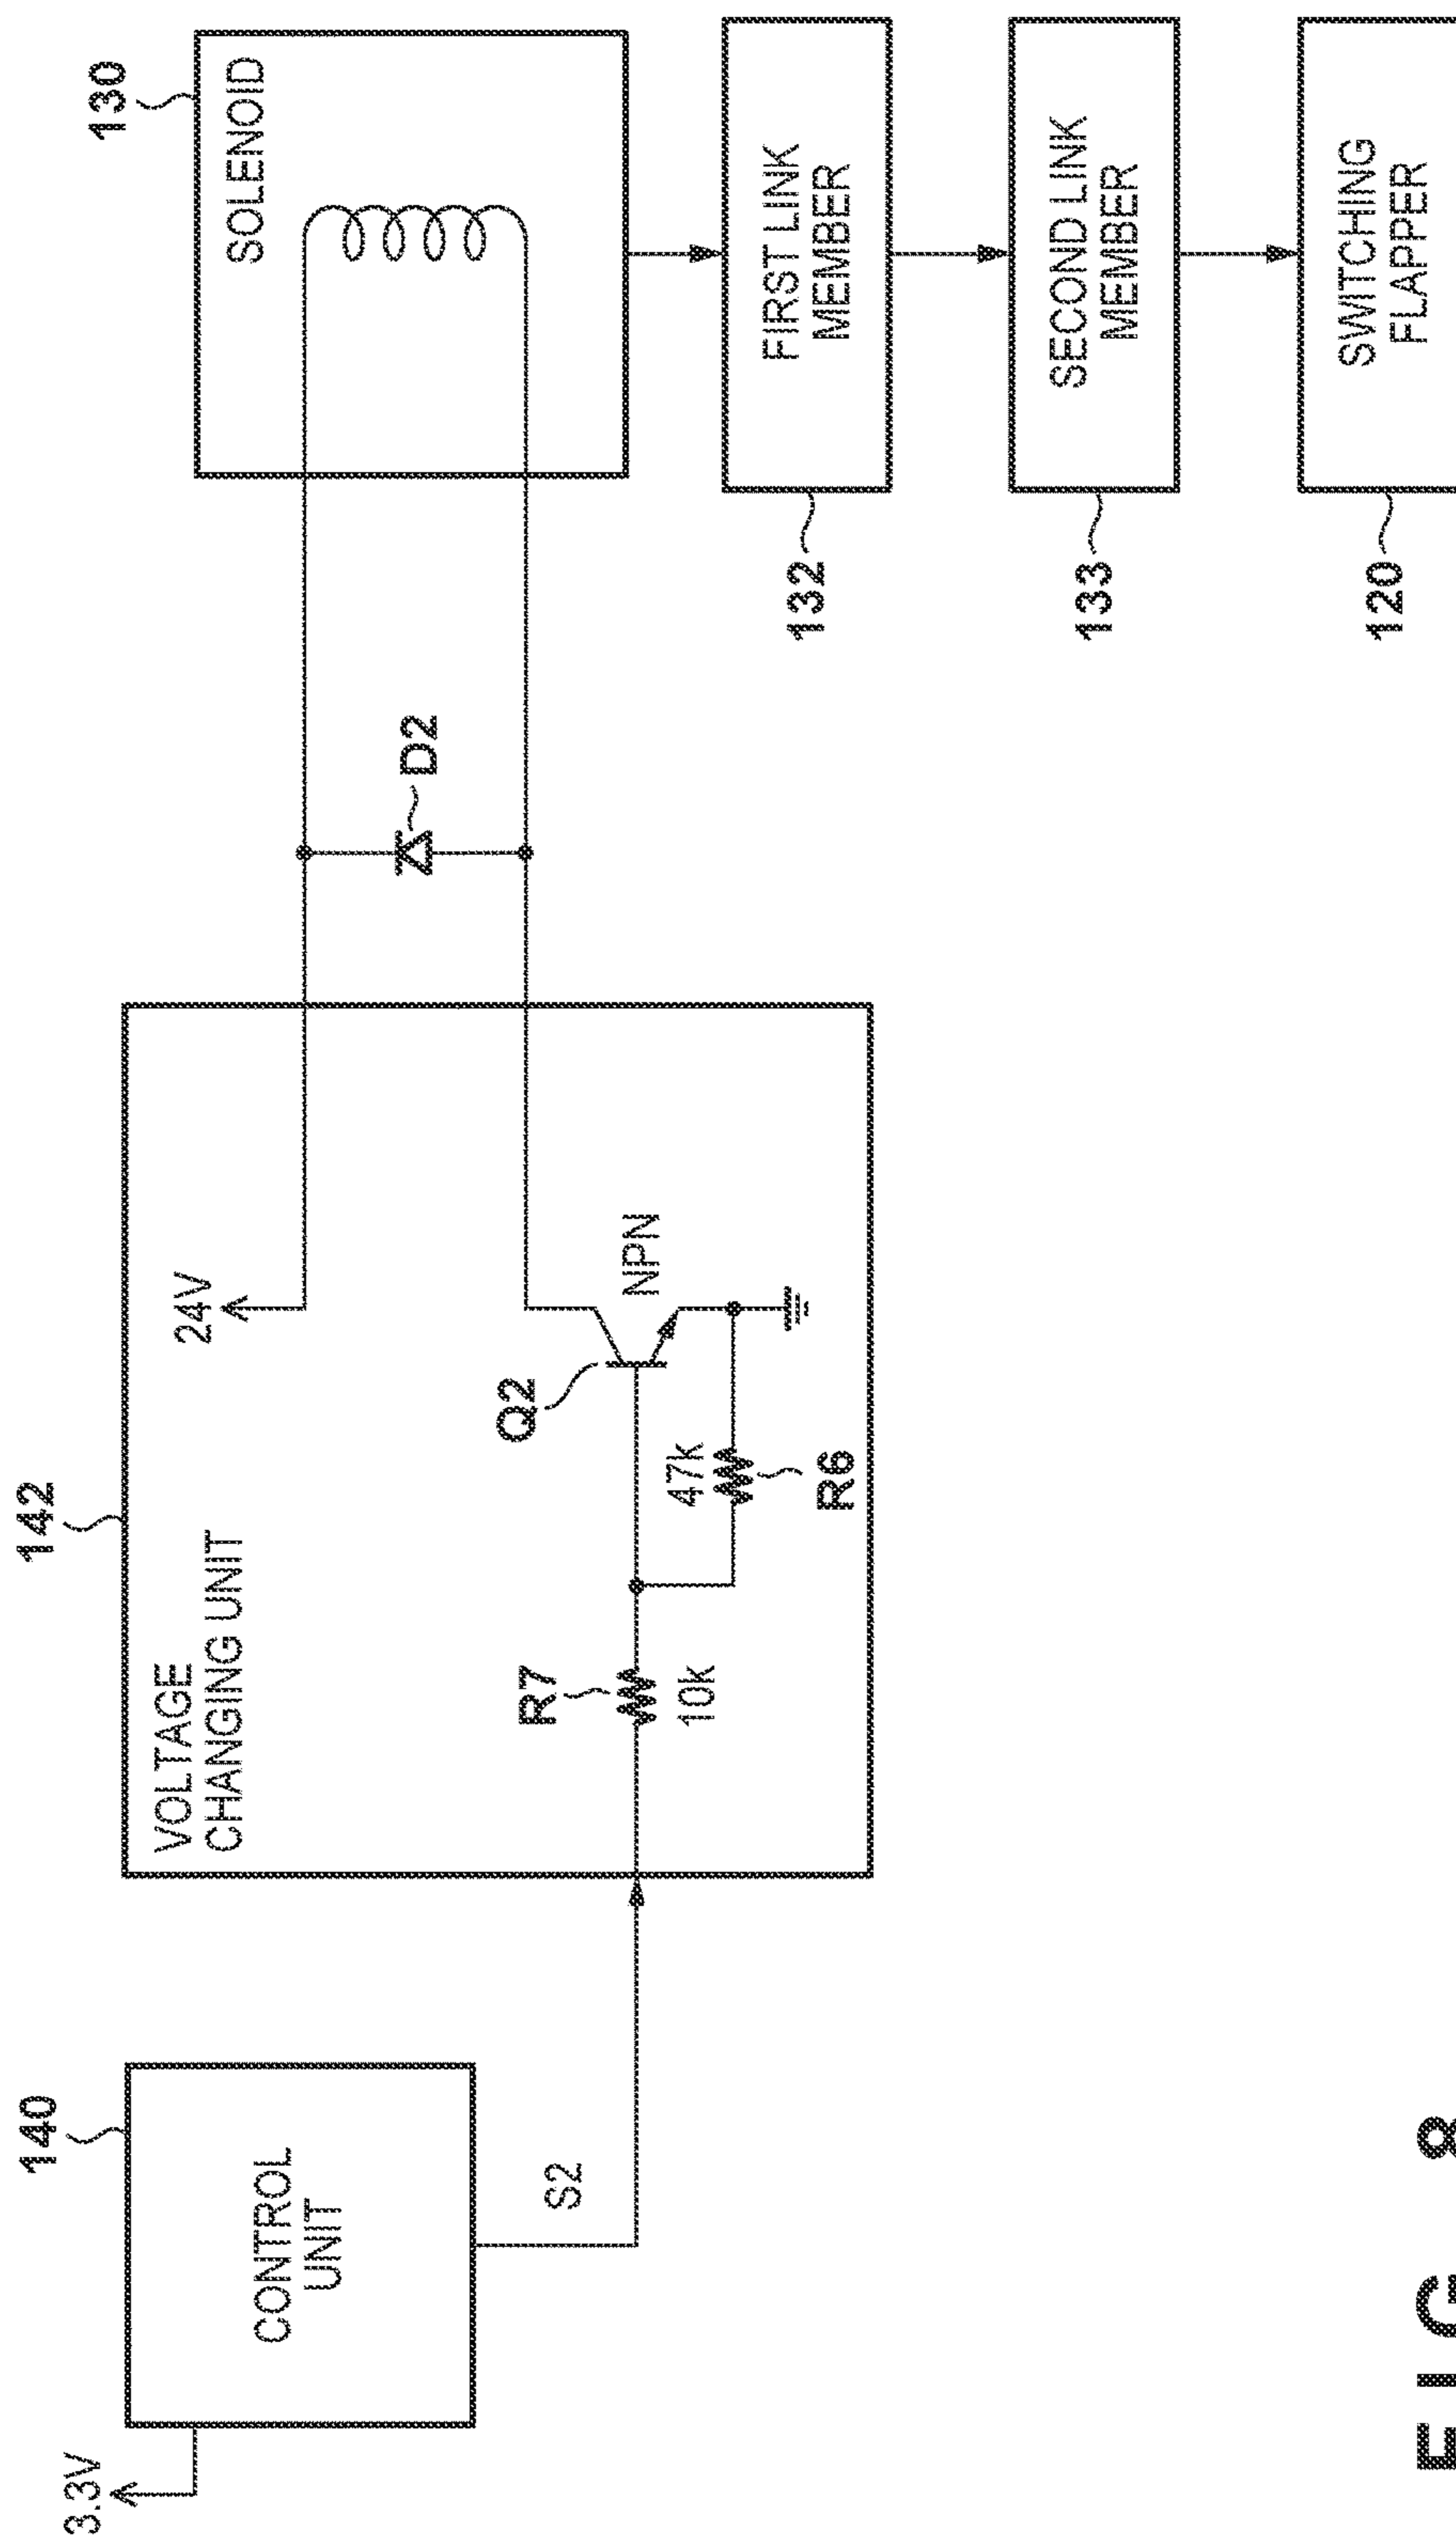 3.3V
140
CONTROL
UNIT
S2
142
VOLTAGE
CHANGING UNIT
24V
R7
10k
Q2
NPN
47k
R6
D2
130
SOLENOID
132
FIRST LINK
MEMBER
133
SECOND LINK
MEMBER
120
SWITCHING
FLAPPER
FIG. 8